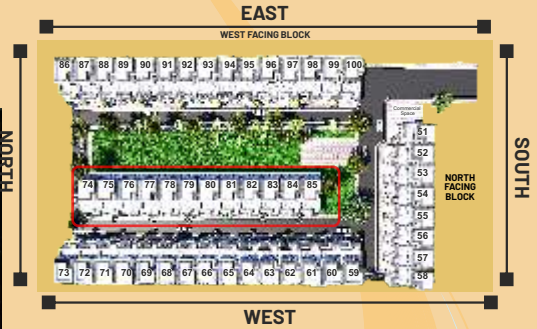 EAST
WEST FACING BLOCK
86 87 88 89 90 91 92 93 94 95 96 97 98 99 100
Commercial
Space
51
52
53
54
55
56
57
58
NORTH
SOUTH
NORTH
FACING
BLOCK
74 75 76 77 78 79 80 81 82 83 84 85
73 72 71 70 69 68 67 66 65 64 63 62 61 60 59
WEST